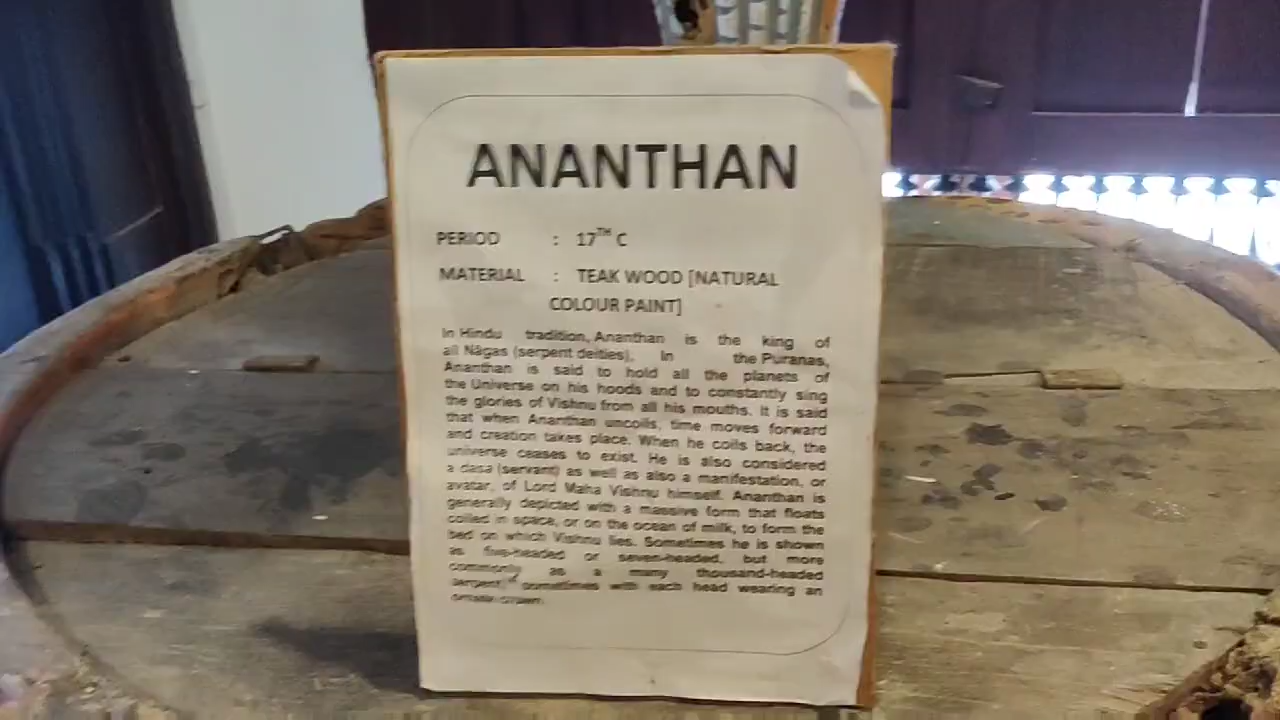 ANANTHAN
PERIOD : 17TH C
MATERIAL : TEAK WOOD [NATURAL
COLOUR PAINT]
In Hindu tradition, Ananthan is the king of
all Nāgas (serpent deities). In the Puranas,
Ananthan is said to hold all the planets of
the Universe on his hoods and to constantly sing
the glories of Vishnu from all his mouths. It is said
that when Ananthan uncoils, time moves forward
and creation takes place. When he coils back, the
universe ceases to exist. He is also considered
a dasa (servant) as well as also a manifestation, or
avatar, of Lord Maha Vishnu himself. Ananthan is
generally depicted with a massive form that floats
coiled in space, or on the ocean of milk, to form the
bed on which Vishnu lies. Sometimes he is shown
as five-headed or seven-headed, but more
commonly as a many thousand-headed
serpent, sometimes with each head wearing an
ornate crown.